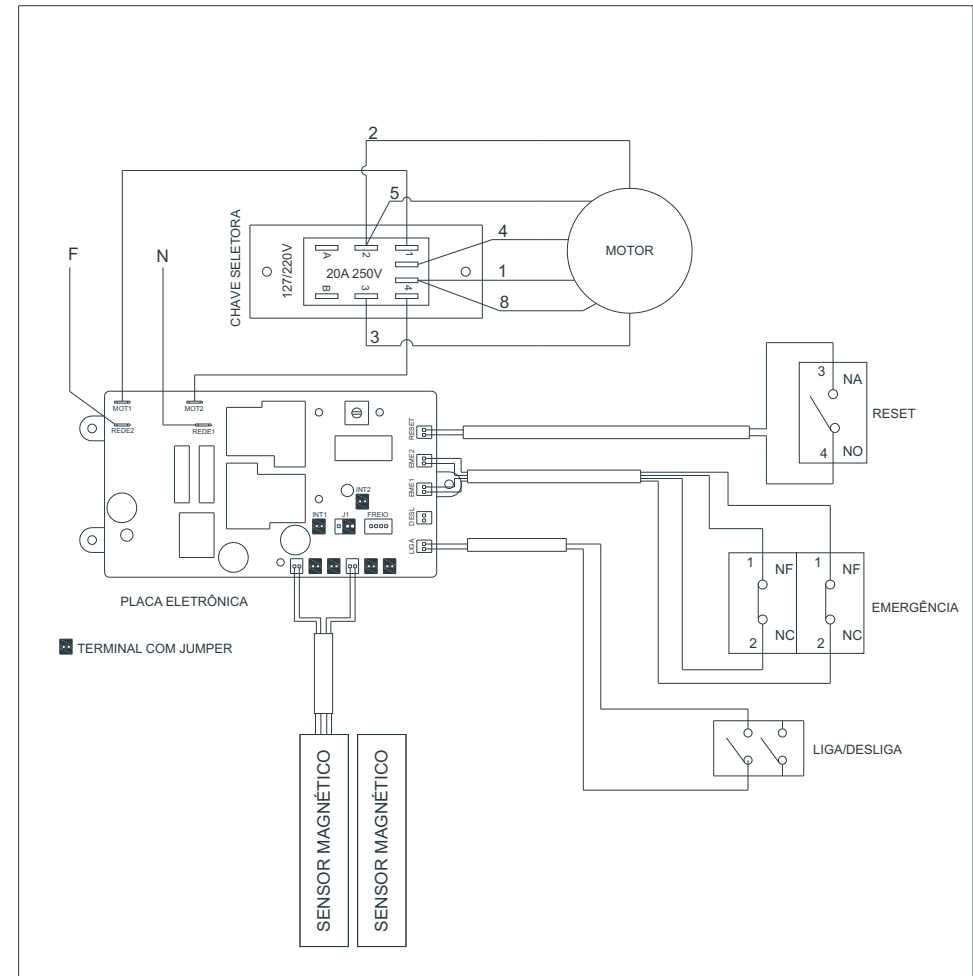 2
5
4
1
8
3
MOTOR
CHAVE SELETORA
127/220V
A
2
1
20A 250V
B
3
4
F
N
MOT1
MOT2
REDE2
REDE1
RESET
EME2
EME1
DESL
LIGA
INT2
INT1
J1
FREIO
PLACA ELETRÔNICA
TERMINAL COM JUMPER
3
NA
4
NO
RESET
1
NF
1
NF
2
NC
2
NC
EMERGÊNCIA
LIGA/DESLIGA
SENSOR MAGNÉTICO
SENSOR MAGNÉTICO